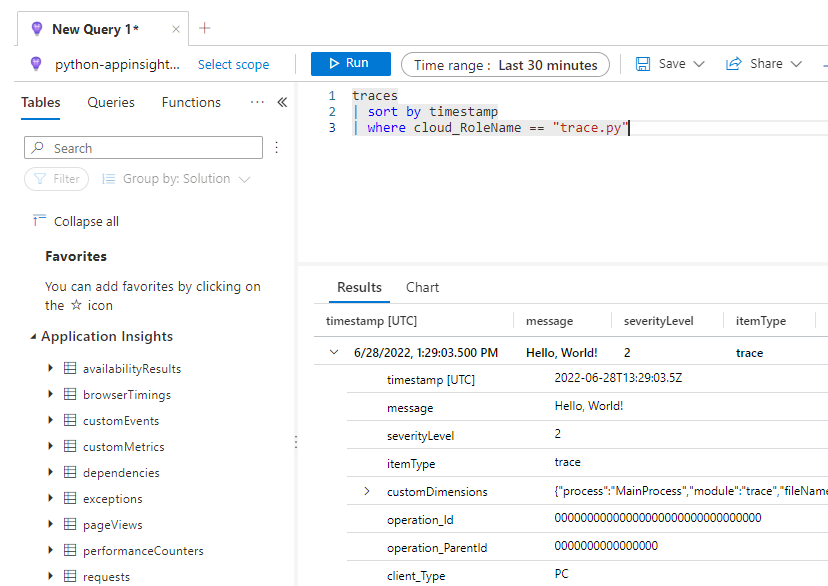 New Query 1*
python-appinsight... Select scope
Run
Time range : Last 30 minutes
Save
Share
Tables Queries Functions
Search
Filter
Group by: Solution
Collapse all
Favorites
You can add favorites by clicking on
the ☆ icon
Application Insights
availabilityResults
browserTimings
customEvents
customMetrics
dependencies
exceptions
pageViews
performanceCounters
requests
1 traces
2 | sort by timestamp
3 | where cloud_RoleName == "trace.py"
Results Chart
timestamp [UTC] message severityLevel itemType
6/28/2022, 1:29:03.500 PM Hello, World! 2 trace
timestamp [UTC] 2022-06-28T13:29:03.5Z
message Hello, World!
severityLevel 2
itemType trace
customDimensions {"process":"MainProcess","module":"trace","fileName
operation_Id 00000000000000000000000000000000
operation_ParentId 0000000000000000
client_Type PC